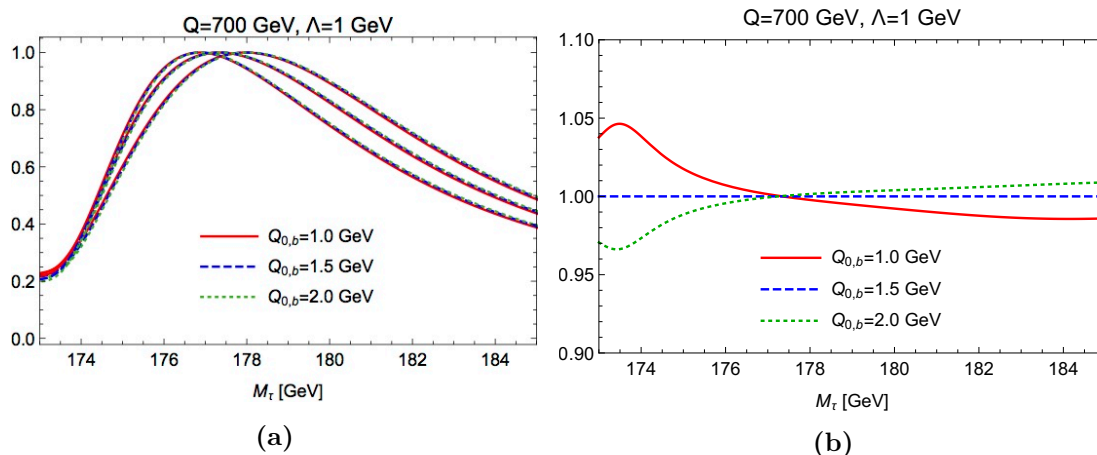 Q=700 GeV, Λ=1 GeV
1.0
0.8
0.6
0.4
0.2
0.0
Q0,b=1.0 GeV
Q0,b=1.5 GeV
Q0,b=2.0 GeV
174 176 178 180 182 184
Mτ [GeV]
(a)
Q=700 GeV, Λ=1 GeV
1.10
1.05
1.00
0.95
0.90
Q0,b=1.0 GeV
Q0,b=1.5 GeV
Q0,b=2.0 GeV
174 176 178 180 182 184
Mτ [GeV]
(b)